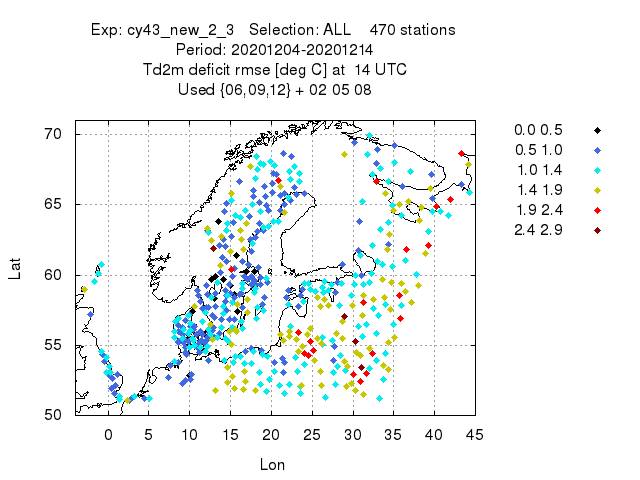 Exp: cy43_new_2_3 Selection: ALL 470 stations
Period: 20201204-20201214
Td2m deficit rmse [deg C] at 14 UTC
Used {06,09,12} + 02 05 08
70
65
60
55
50
Lat
0 5 10 15 20 25 30 35 40 45
Lon
0.0 0.5
0.5 1.0
1.0 1.4
1.4 1.9
1.9 2.4
2.4 2.9